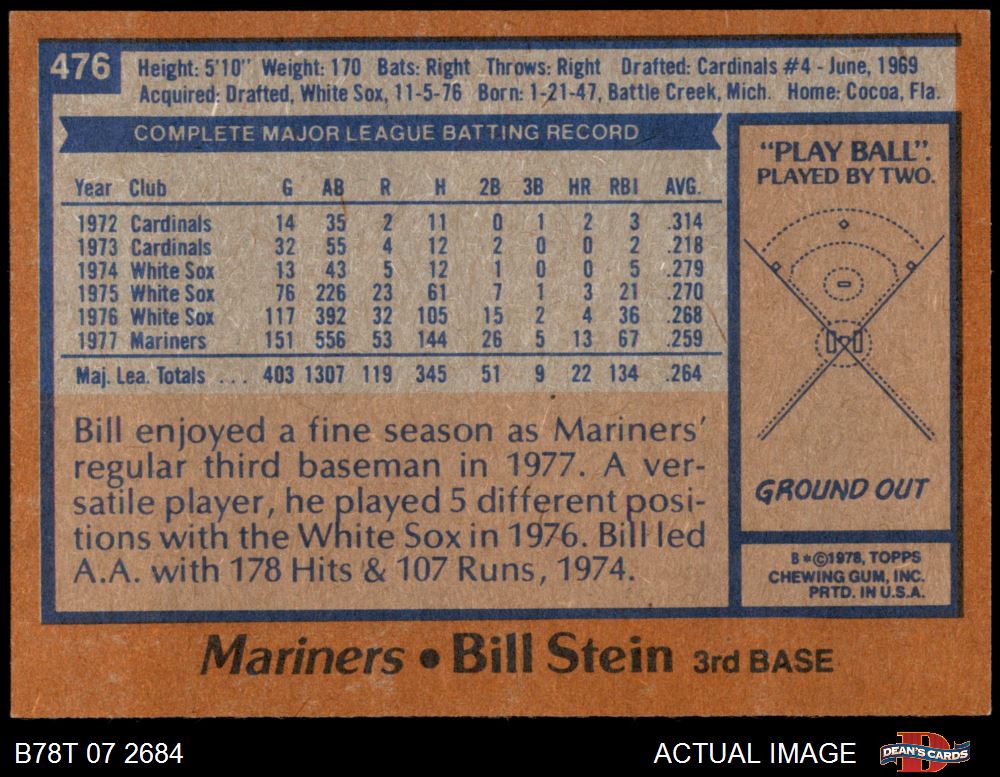 476
Height: 5'10" Weight: 170 Bats: Right Throws: Right Drafted: Cardinals #4 - June, 1969
Acquired: Drafted, White Sox, 11-5-76 Born: 1-21-47, Battle Creek, Mich. Home: Cocoa, Fla.
COMPLETE MAJOR LEAGUE BATTING RECORD
Year Club G AB R H 2B 3B HR RBI AVG.
1972 Cardinals 14 35 2 11 0 1 2 3 .314
1973 Cardinals 32 55 4 12 2 0 0 2 .218
1974 White Sox 13 43 5 12 1 0 0 5 .279
1975 White Sox 76 226 23 61 7 1 3 21 .270
1976 White Sox 117 392 32 105 15 2 4 36 .268
1977 Mariners 151 556 53 144 26 5 13 67 .259
Maj. Lea. Totals ... 403 1307 119 345 51 9 22 134 .264
Bill enjoyed a fine season as Mariners'
regular third baseman in 1977. A ver-
satile player, he played 5 different posi-
tions with the White Sox in 1976. Bill led
A.A. with 178 Hits & 107 Runs, 1974.
"PLAY BALL".
PLAYED BY TWO.
GROUND OUT
B*©1978, TOPPS
CHEWING GUM, INC.
PRTD. IN U.S.A.
Mariners • Bill Stein 3rd BASE
B78T 07 2684
ACTUAL IMAGE
DEAN'S CARDS